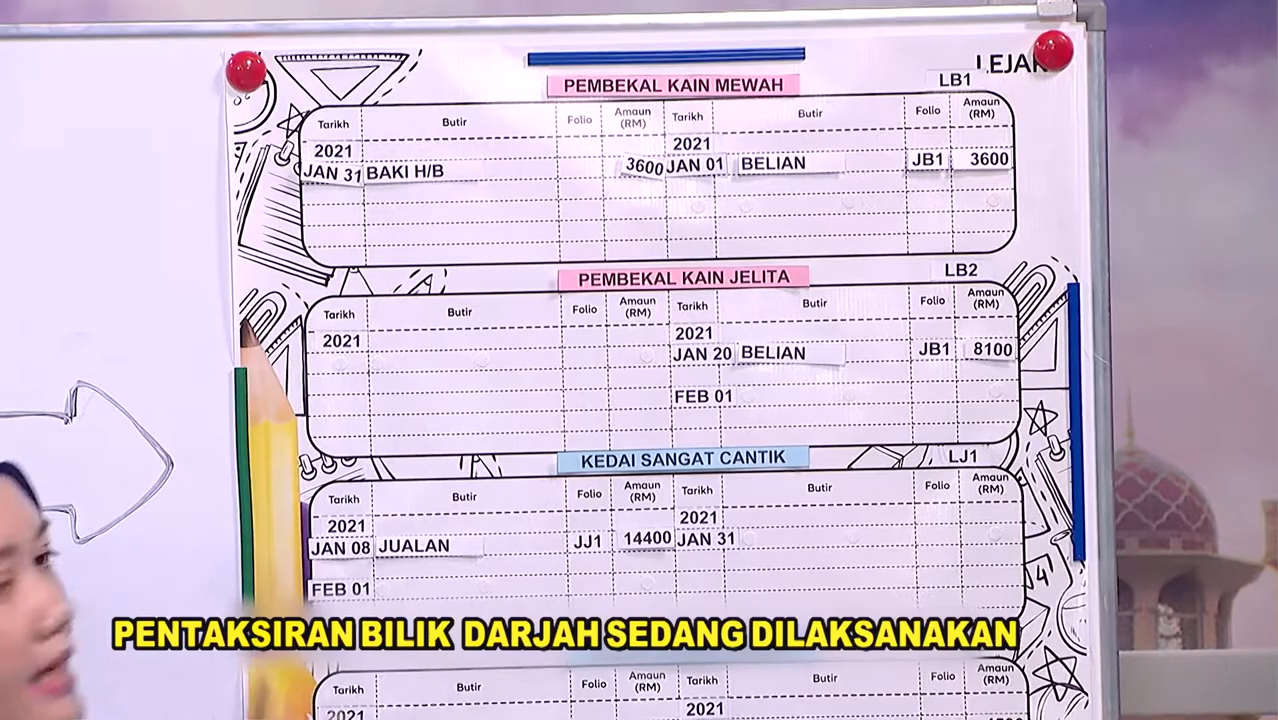 LEJAR
PEMBEKAL KAIN MEWAH LB1
Tarikh Butir Folio Amaun (RM) Tarikh Butir Folio Amaun (RM)
2021 2021
JAN 31 BAKI H/B 3600 JAN 01 BELIAN JB1 3600
PEMBEKAL KAIN JELITA LB2
Tarikh Butir Folio Amaun (RM) Tarikh Butir Folio Amaun (RM)
2021 2021
JAN 20 BELIAN JB1 8100
FEB 01
KEDAI SANGAT CANTIK LJ1
Tarikh Butir Folio Amaun (RM) Tarikh Butir Folio Amaun (RM)
2021 2021
JAN 08 JUALAN JJ1 14400 JAN 31
FEB 01
PENTAKSIRAN BILIK DARJAH SEDANG DILAKSANAKAN
Tarikh Butir Folio Amaun (RM) Tarikh Butir Folio Amaun (RM)
2021 2021